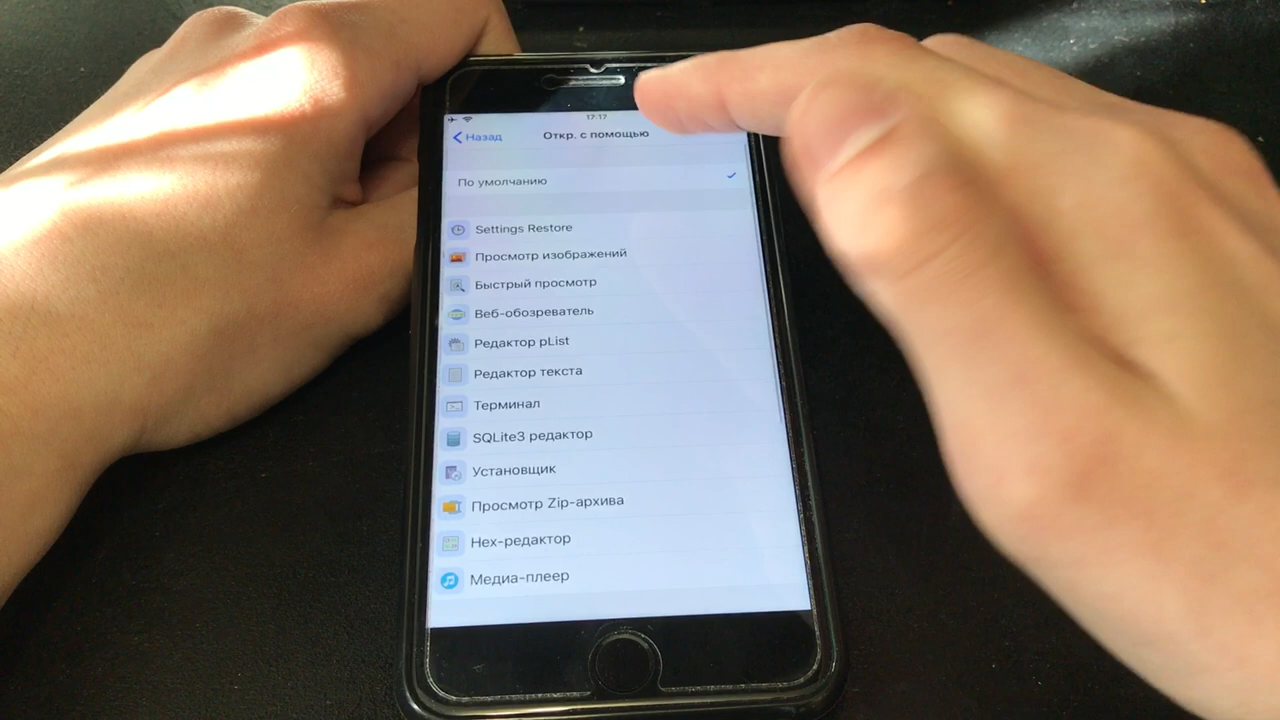 17:17
Назад
Откр. с помощью
По умолчанию
Settings Restore
Просмотр изображений
Быстрый просмотр
Веб-обозреватель
Редактор pList
Редактор текста
Терминал
SQLite3 редактор
Установщик
Просмотр Zip-архива
Hex-редактор
Медиа-плеер